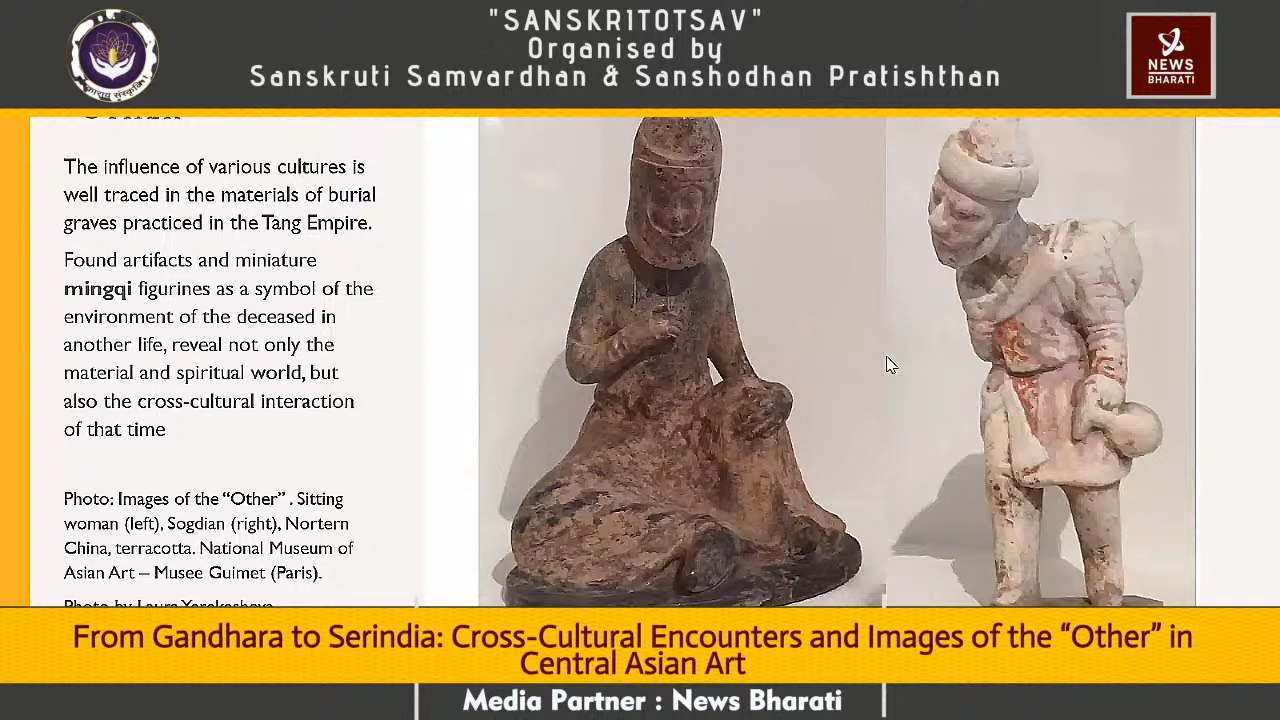 "SANSKRITOTSAV"
Organised by
Sanskruti Samvardhan & Sanshodhan Pratishthan
NEWS
BHARATI
The influence of various cultures is
well traced in the materials of burial
graves practiced in the Tang Empire.
Found artifacts and miniature
mingqi figurines as a symbol of the
environment of the deceased in
another life, reveal not only the
material and spiritual world, but
also the cross-cultural interaction
of that time
Photo: Images of the “Other” . Sitting
woman (left), Sogdian (right), Nortern
China, terracotta. National Museum of
Asian Art – Musee Guimet (Paris).
Photo by Laura Yerekesheva
From Gandhara to Serindia: Cross-Cultural Encounters and Images of the “Other” in
Central Asian Art
Media Partner : News Bharati